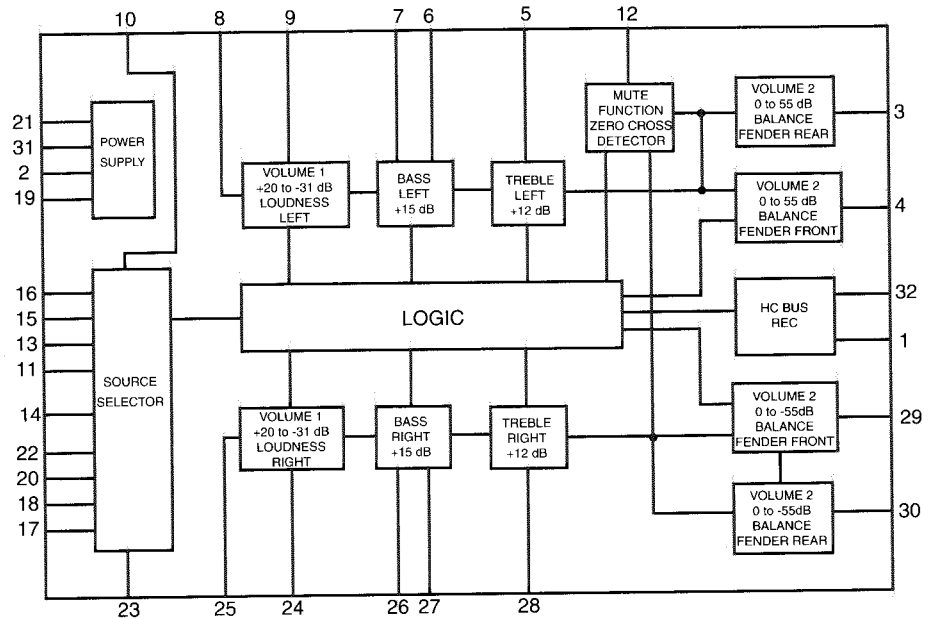 10 8 9 7 6 5 12
21
31
2
19
POWER
SUPPLY
VOLUME 1
+20 to -31 dB
LOUDNESS
LEFT
BASS
LEFT
+15 dB
TREBLE
LEFT
+12 dB
MUTE
FUNCTION
ZERO CROSS
DETECTOR
VOLUME 2
0 to 55 dB
BALANCE
FENDER REAR
3
VOLUME 2
0 to 55 dB
BALANCE
FENDER FRONT
4
16
15
13
11
14
22
20
18
17
SOURCE
SELECTOR
LOGIC
HC BUS
REC
32
1
VOLUME 1
+20 to -31 dB
LOUDNESS
RIGHT
BASS
RIGHT
+15 dB
TREBLE
RIGHT
+12 dB
VOLUME 2
0 to -55dB
BALANCE
FENDER FRONT
29
VOLUME 2
0 to -55dB
BALANCE
FENDER REAR
30
23 25 24 26 27 28